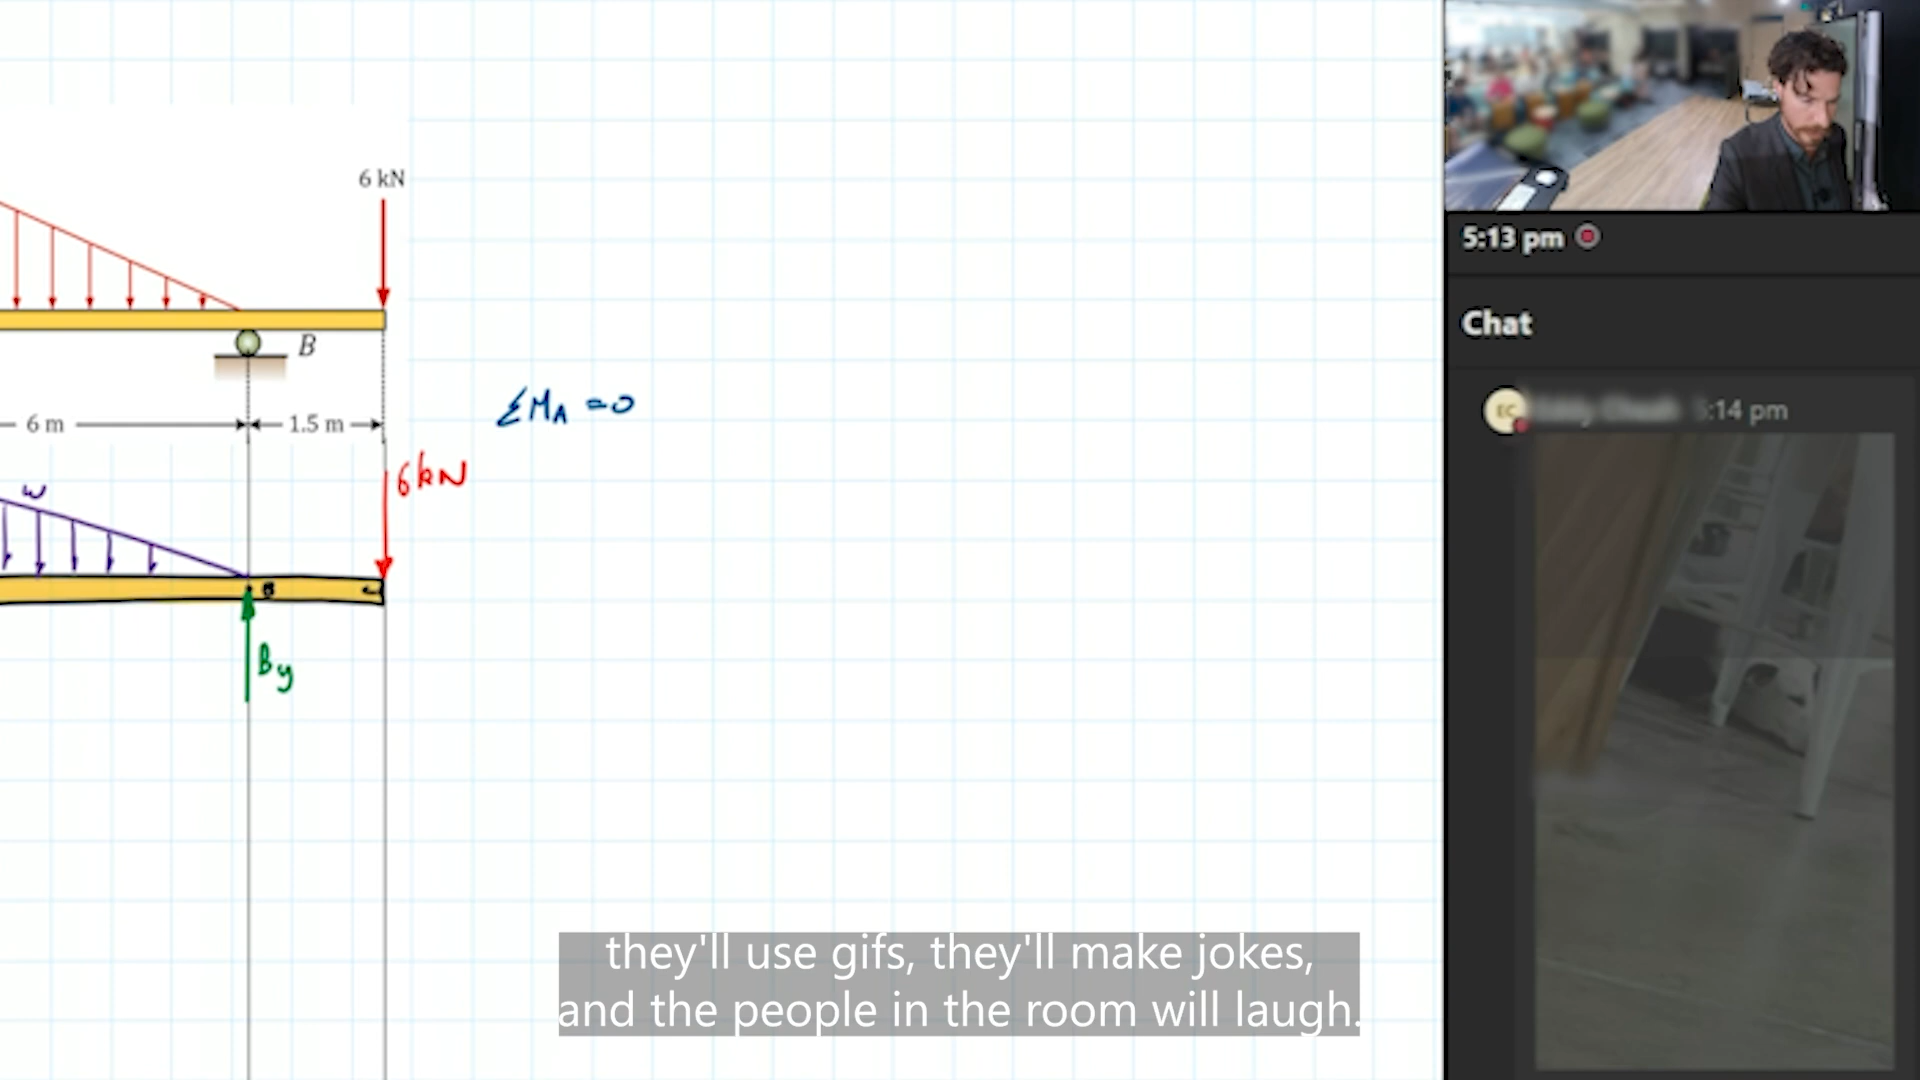 6 kN
B
6 m
1.5 m
ΣMA = 0
6kN
w
B
C
By
5:13 pm
Chat
EC
5:14 pm
they'll use gifs, they'll make jokes,
and the people in the room will laugh.